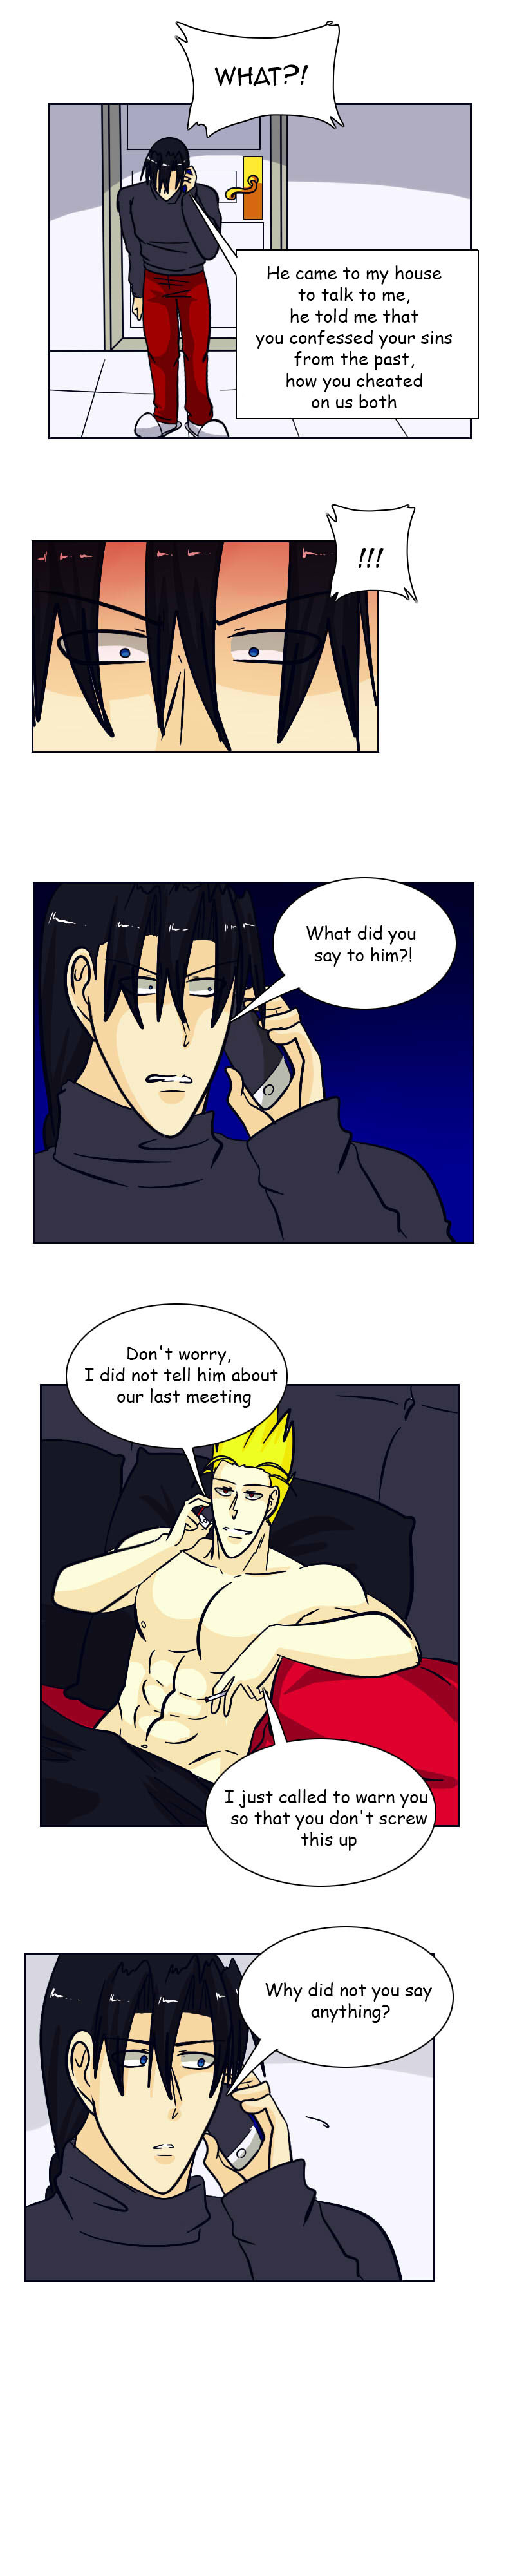 WHAT?!
He came to my house
to talk to me,
he told me that
you confessed your sins
from the past,
how you cheated
on us both
!!!
What did you
say to him?!
Don't worry,
I did not tell him about
our last meeting
I just called to warn you
so that you don't screw
this up
Why did not you say
anything?